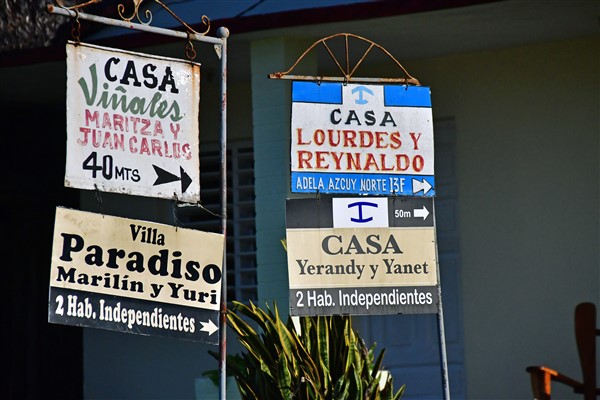 CASA
Viñales
MARITZA Y
JUAN CARLOS
40 MTS
Villa
Paradiso
Marilín y Yuri
2 Hab. Independientes
CASA
LOURDES Y
REYNALDO
ADELA AZCUY NORTE 13F
50m
CASA
Yerandy y Yanet
2 Hab. Independientes